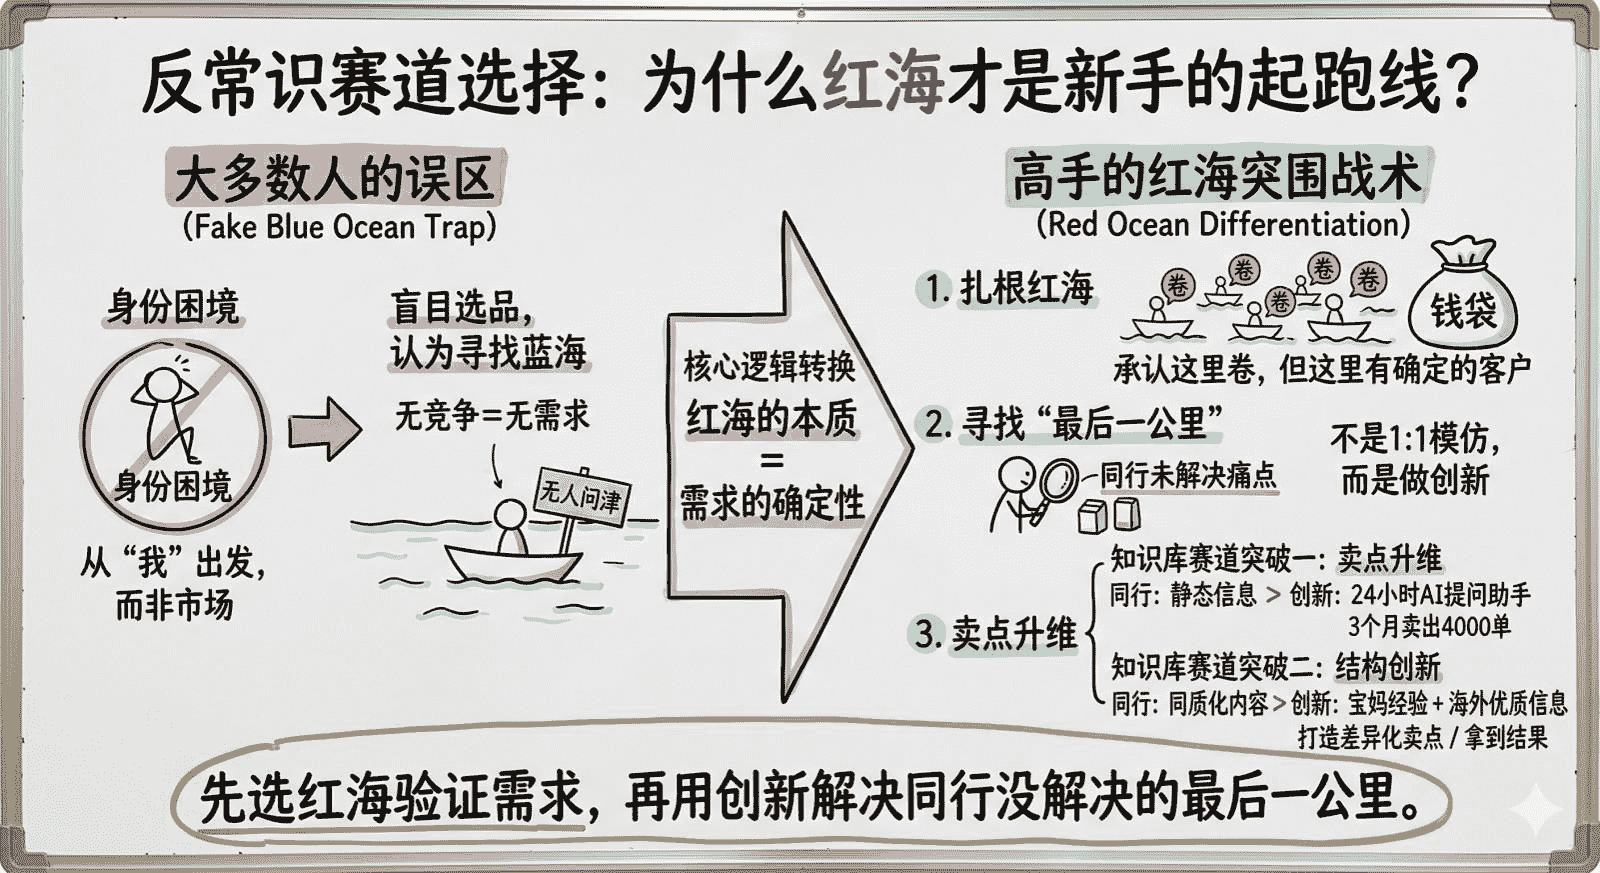 反常识赛道选择：为什么红海才是新手的起跑线？
大多数人的误区
(Fake Blue Ocean Trap)
身份困境
身份困境
从“我”出发，
而非市场
盲目选品，
认为寻找蓝海
无竞争=无需求
无人问津
核心逻辑转换
红海的本质
=
需求的确定性
高手的红海突围战术
(Red Ocean Differentiation)
1. 扎根红海
卷
卷
卷
卷
卷
钱袋
承认这里卷，但这里有确定的客户
2. 寻找“最后一公里”
同行未解决痛点
不是1:1模仿，
而是做创新
3. 卖点升维
知识库赛道突破一：卖点升维
同行：静态信息 > 创新：24小时AI提问助手
3个月卖出4000单
知识库赛道突破二：结构创新
同行：同质化内容 > 创新：宝妈经验 + 海外优质信息
打造差异化卖点 / 拿到结果
先选红海验证需求，再用创新解决同行没解决的最后一公里。